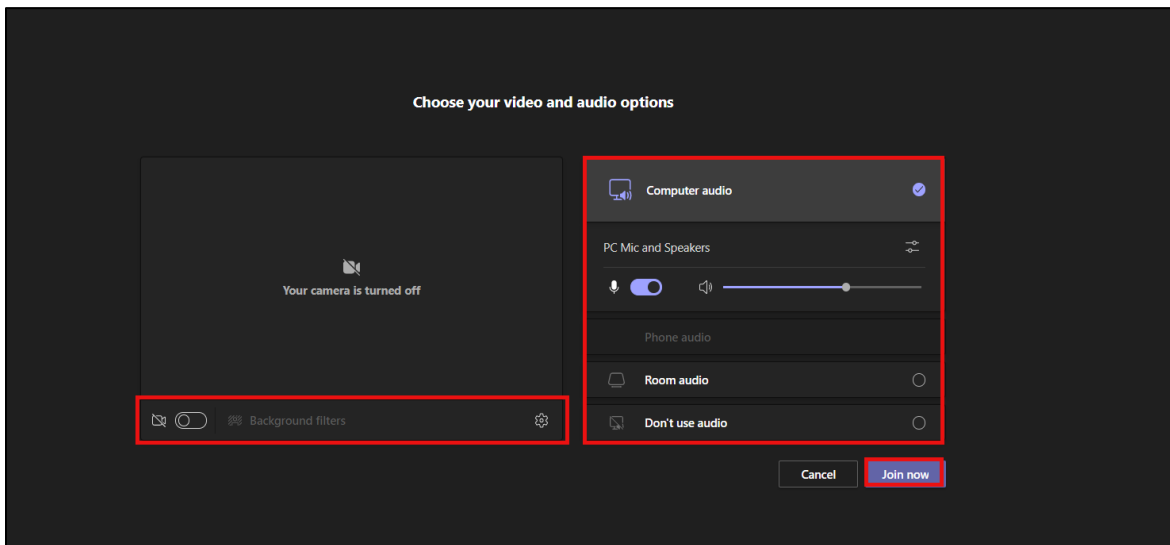 Choose your video and audio options
Your camera is turned off
Background filters
Computer audio
PC Mic and Speakers
Phone audio
Room audio
Don't use audio
Cancel
Join now